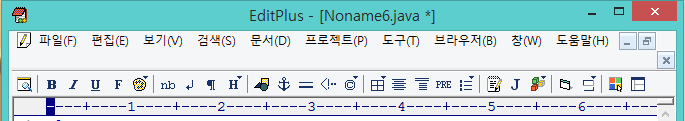 EditPlus - [Noname6.java *]
파일(F) 편집(E) 보기(V) 검색(S) 문서(D) 프로젝트(P) 도구(T) 브라우저(B) 창(W) 도움말(H)
B I U F nb ¶ H © PRE J
----+----1----+----2----+----3----+----4----+----5----+----6----+---